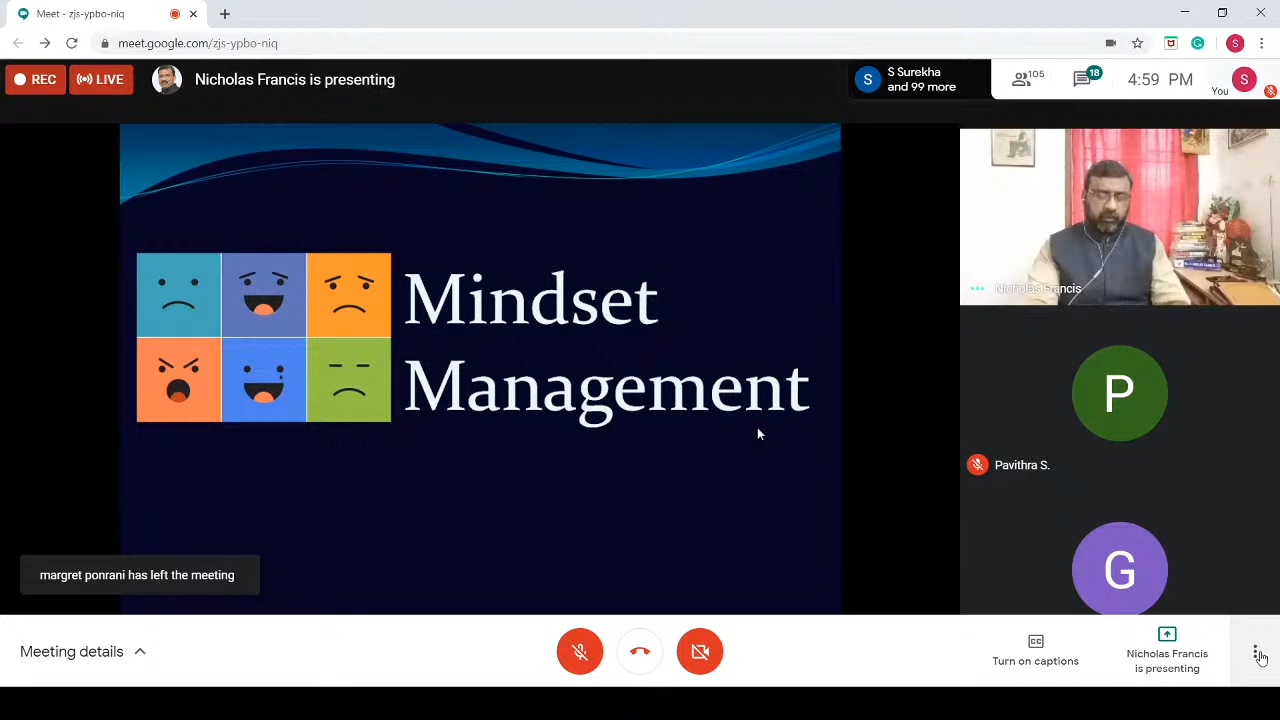 Meet - zjs-ypbo-niq
meet.google.com/zjs-ypbo-niq
S
REC
LIVE
Nicholas Francis is presenting
S
S Surekha
and 99 more
105
18
4:59 PM
You
S
Mindset
Management
Nicholas Francis
P
Pavithra S.
G
margret ponrani has left the meeting
Meeting details
CC
Turn on captions
Nicholas Francis
is presenting